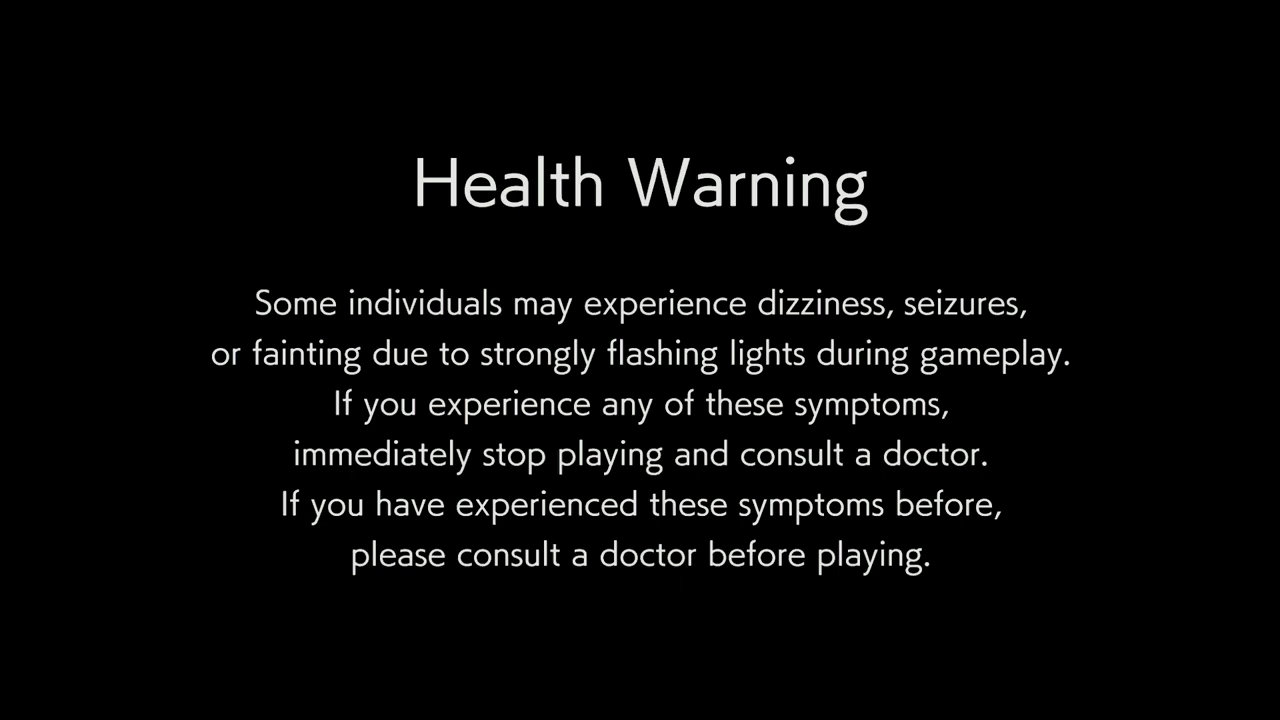 Health Warning
Some individuals may experience dizziness, seizures,
or fainting due to strongly flashing lights during gameplay.
If you experience any of these symptoms,
immediately stop playing and consult a doctor.
If you have experienced these symptoms before,
please consult a doctor before playing.